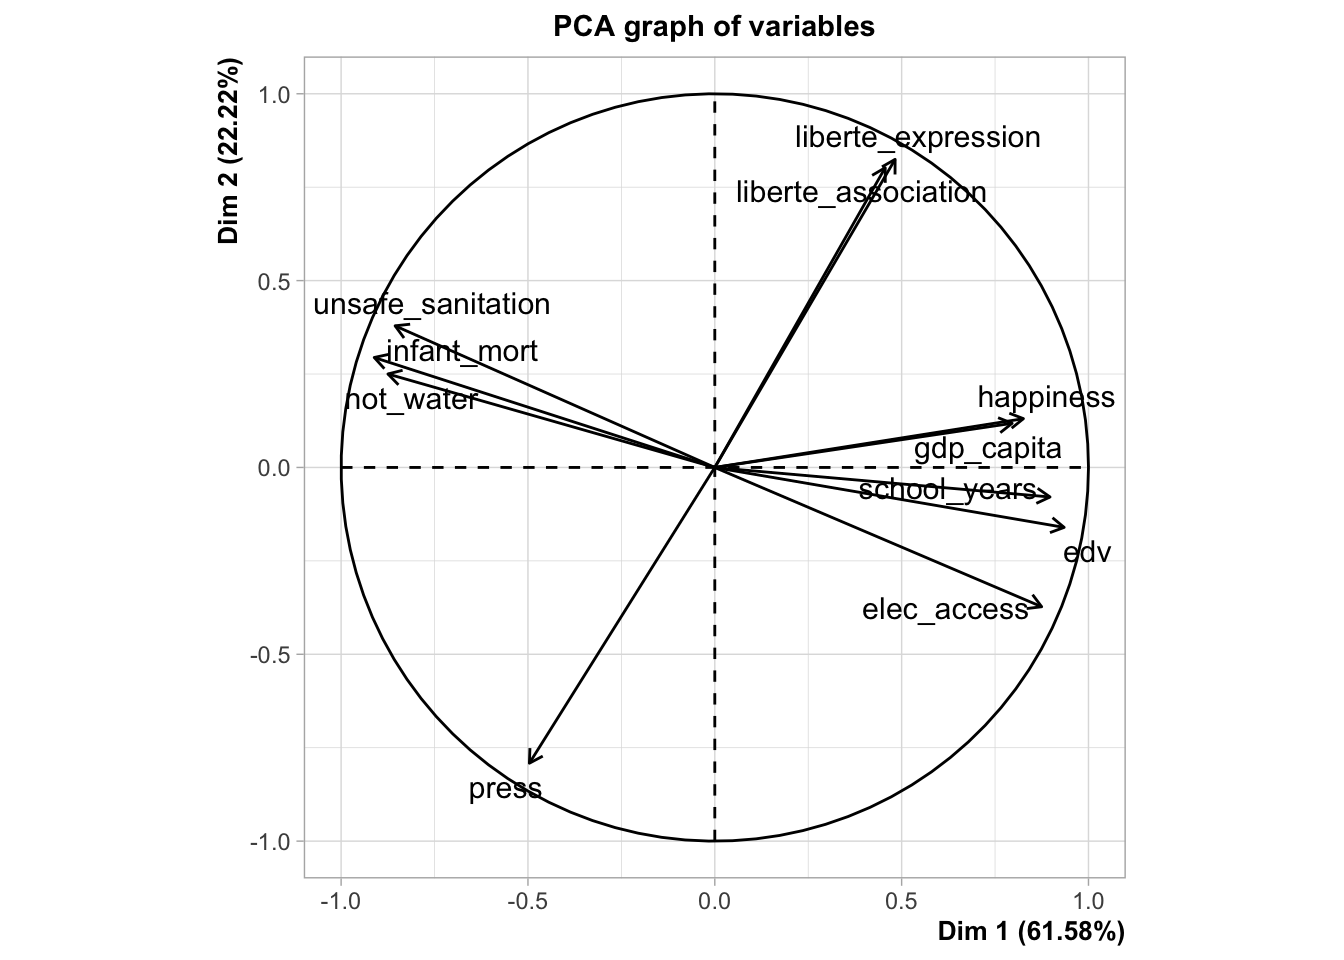 PCA graph of variables
Dim 2 (22.22%)
1.0
0.5
0.0
-0.5
-1.0
liberte_expression
liberte_association
unsafe_sanitation
infant_mort
hot_water
happiness
gdp_capita
school_years
edv
elec_access
press
-1.0
-0.5
0.0
0.5
1.0
Dim 1 (61.58%)